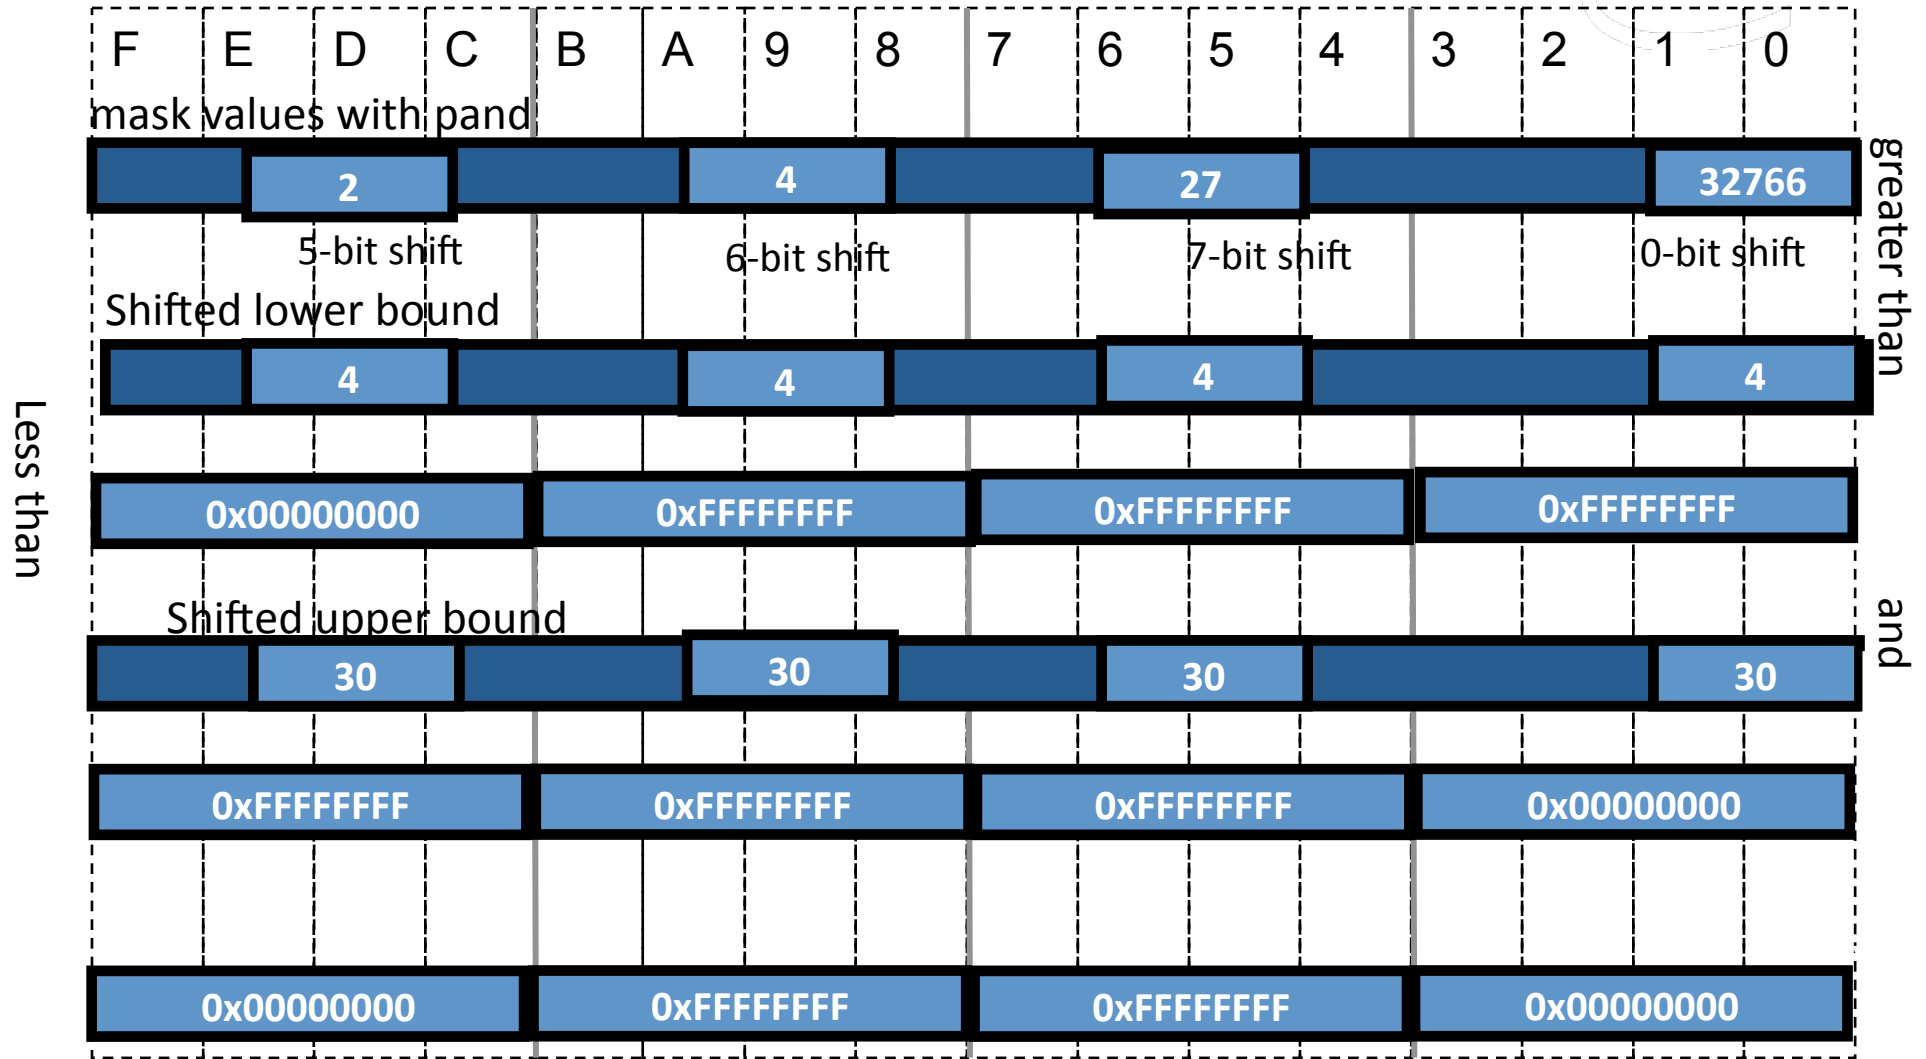 F E D C B A 9 8 7 6 5 4 3 2 1 0
mask values with pand
2 4 27 32766
5-bit shift 6-bit shift 7-bit shift 0-bit shift
greater than
Shifted lower bound
4 4 4 4
Less than
0x00000000 0xFFFFFFFF 0xFFFFFFFF 0xFFFFFFFF
Shifted upper bound
and
30 30 30 30
0xFFFFFFFF 0xFFFFFFFF 0xFFFFFFFF 0x00000000
0x00000000 0xFFFFFFFF 0xFFFFFFFF 0x00000000